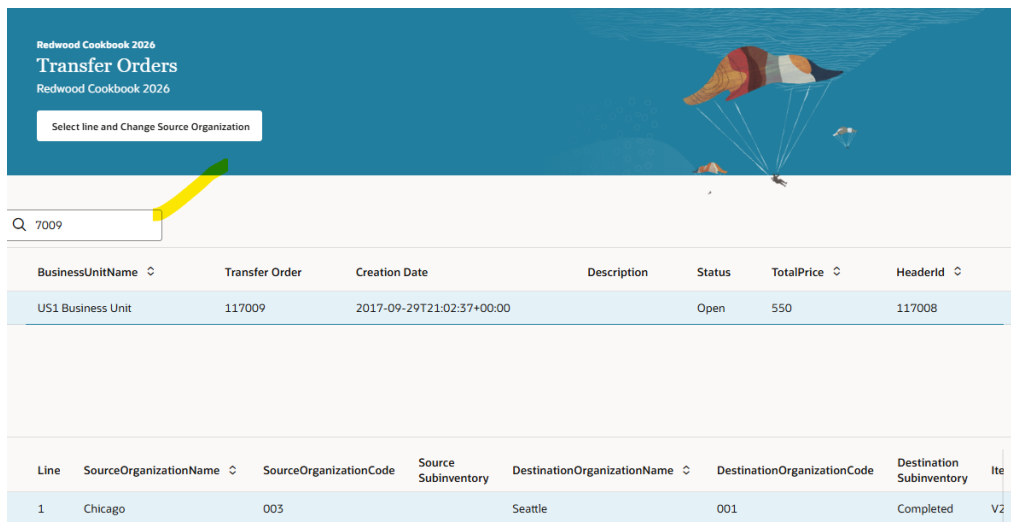 Redwood Cookbook 2026
Transfer Orders
Redwood Cookbook 2026
Select line and Change Source Organization
7009
BusinessUnitName Transfer Order Creation Date Description Status TotalPrice HeaderId
US1 Business Unit 117009 2017-09-29T21:02:37+00:00 Open 550 117008
Line SourceOrganizationName SourceOrganizationCode Source Subinventory DestinationOrganizationName DestinationOrganizationCode Destination Subinventory Ite
1 Chicago 003 Seattle 001 Completed V2